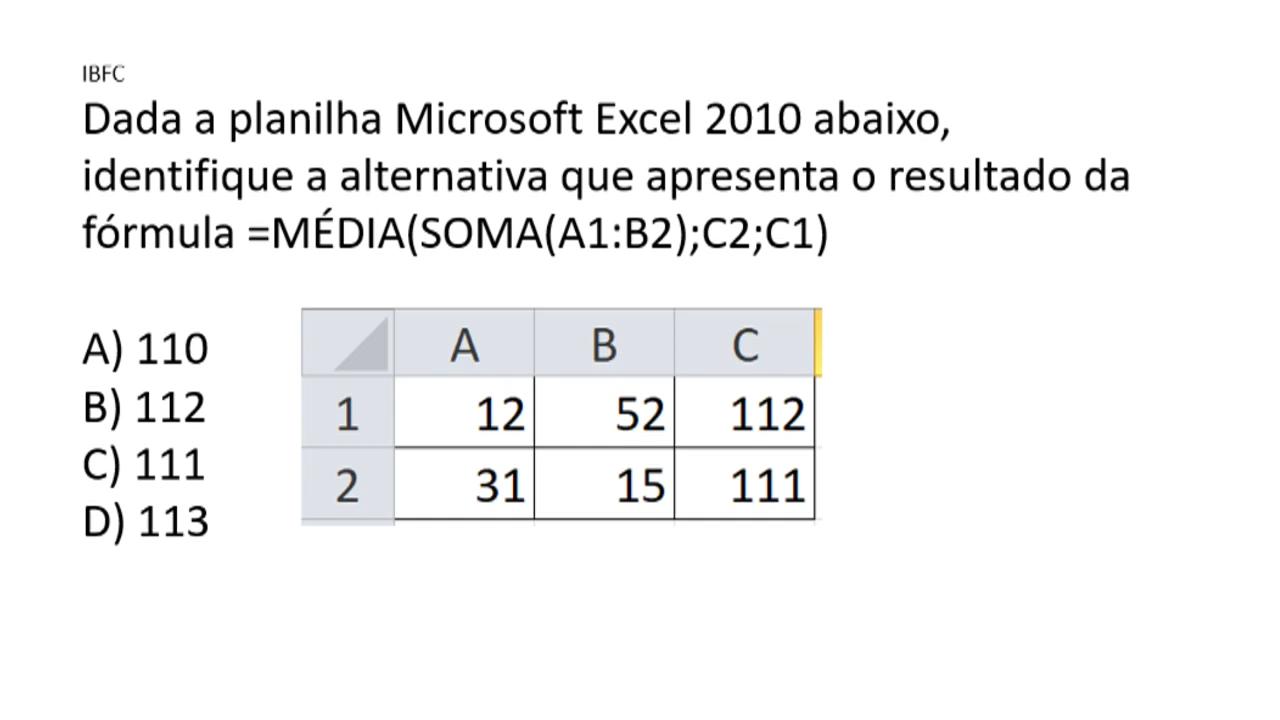 IBFC
Dada a planilha Microsoft Excel 2010 abaixo,
identifique a alternativa que apresenta o resultado da
fórmula =MÉDIA(SOMA(A1:B2);C2;C1)
A) 110
B) 112
C) 111
D) 113
A B C
1 12 52 112
2 31 15 111